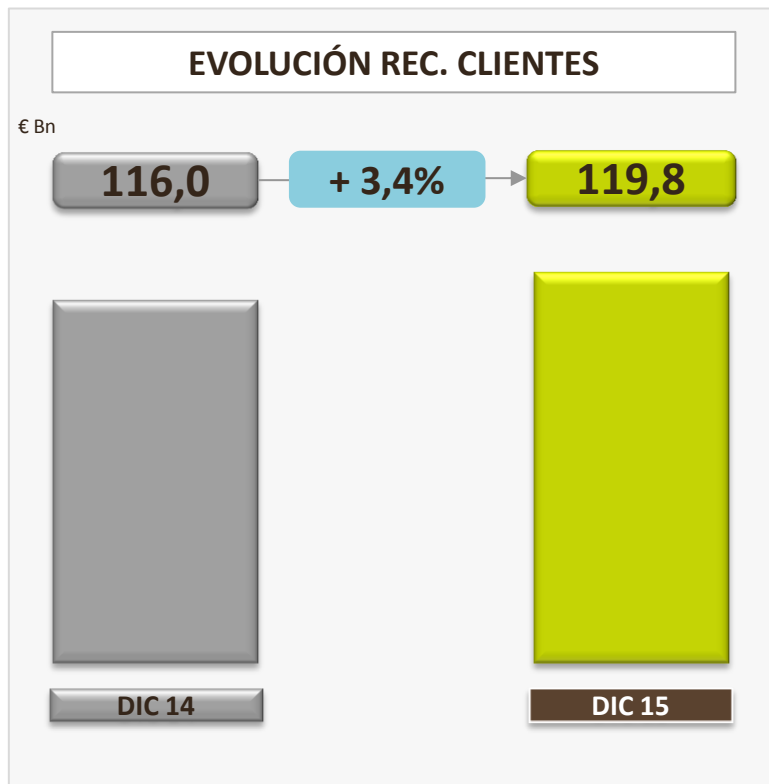 EVOLUCIÓN REC. CLIENTES
€ Bn
116,0 + 3,4% 119,8
DIC 14 DIC 15